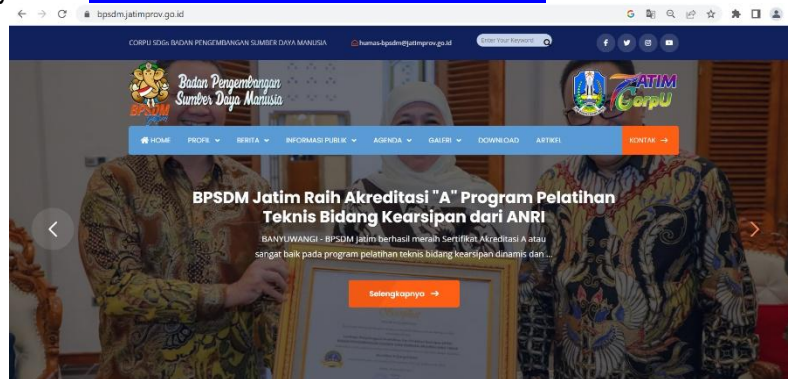 bpsdm.jatimprov.go.id
CORPU SDGs BADAN PENGEMBANGAN SUMBER DAYA MANUSIA humas-bpsdm@jatimprov.go.id Enter Your Keyword
Badan Pengembangan
Sumber Daya Manusia
BPSDM
JATIM
CorpU
HOME PROFIL BERITA INFORMASI PUBLIK AGENDA GALERI DOWNLOAD ARTIKEL KONTAK →
BPSDM Jatim Raih Akreditasi "A" Program Pelatihan
Teknis Bidang Kearsipan dari ANRI
BANYUWANGI - BPSDM Jatim berhasil meraih Sertifikat Akreditasi A atau
sangat baik pada program pelatihan teknis bidang kearsipan dinamis dan ...
Selengkapnya →